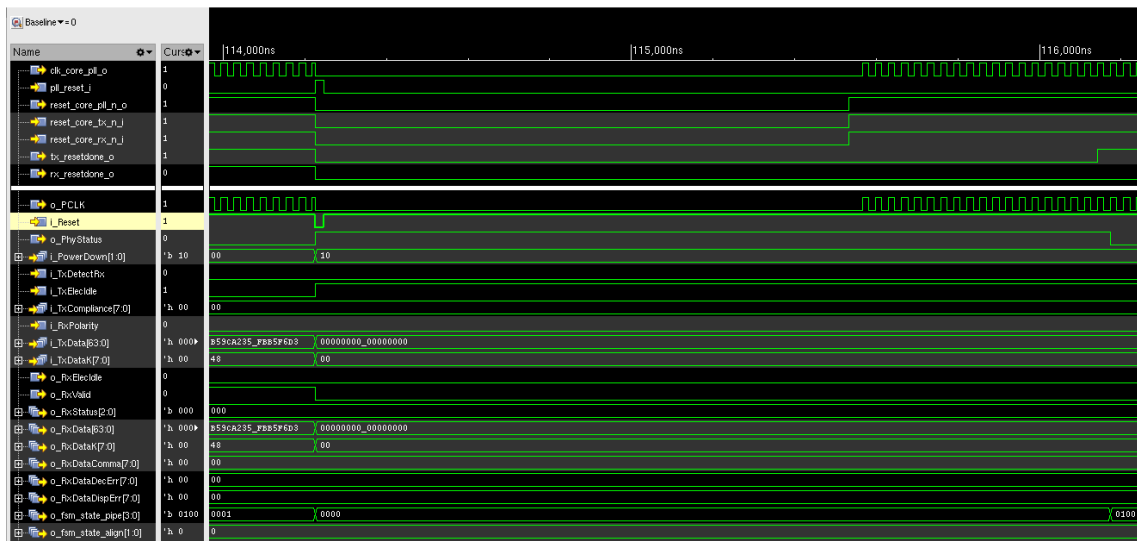 Baseline ▼= 0
Name Curs ▼ 114,000ns 115,000ns 116,000ns
clk_core_pll_o 1
pll_reset_i 0
reset_core_pll_n_o 1
reset_core_tx_n_i 1
reset_core_rx_n_i 1
tx_resetdone_o 1
rx_resetdone_o 0
o_PCLK 1
i_Reset 1
o_PhyStatus 0
i_PowerDown[1:0] 'b 10 00 10
i_TxDetectRx 0
i_TxElecIdle 1
i_TxCompliance[7:0] 'h 00 00
i_RxPolarity 0
i_TxData[63:0] 'h 000▶ B59CA235_FBB5F6D3 00000000_00000000
i_TxDataK[7:0] 'h 00 48 00
o_RxElecIdle 0
o_RxValid 0
o_RxStatus[2:0] 'b 000 000
o_RxData[63:0] 'h 000▶ B59CA235_FBB5F6D3 00000000_00000000
o_RxDataK[7:0] 'h 00 48 00
o_RxDataComma[7:0] 'h 00 00
o_RxDataDecErr[7:0] 'h 00 00
o_RxDataDispErr[7:0] 'h 00 00
o_fsm_state_pipe[3:0] 'b 0100 0001 0000 0100
o_fsm_state_align[1:0] 'h 0 0